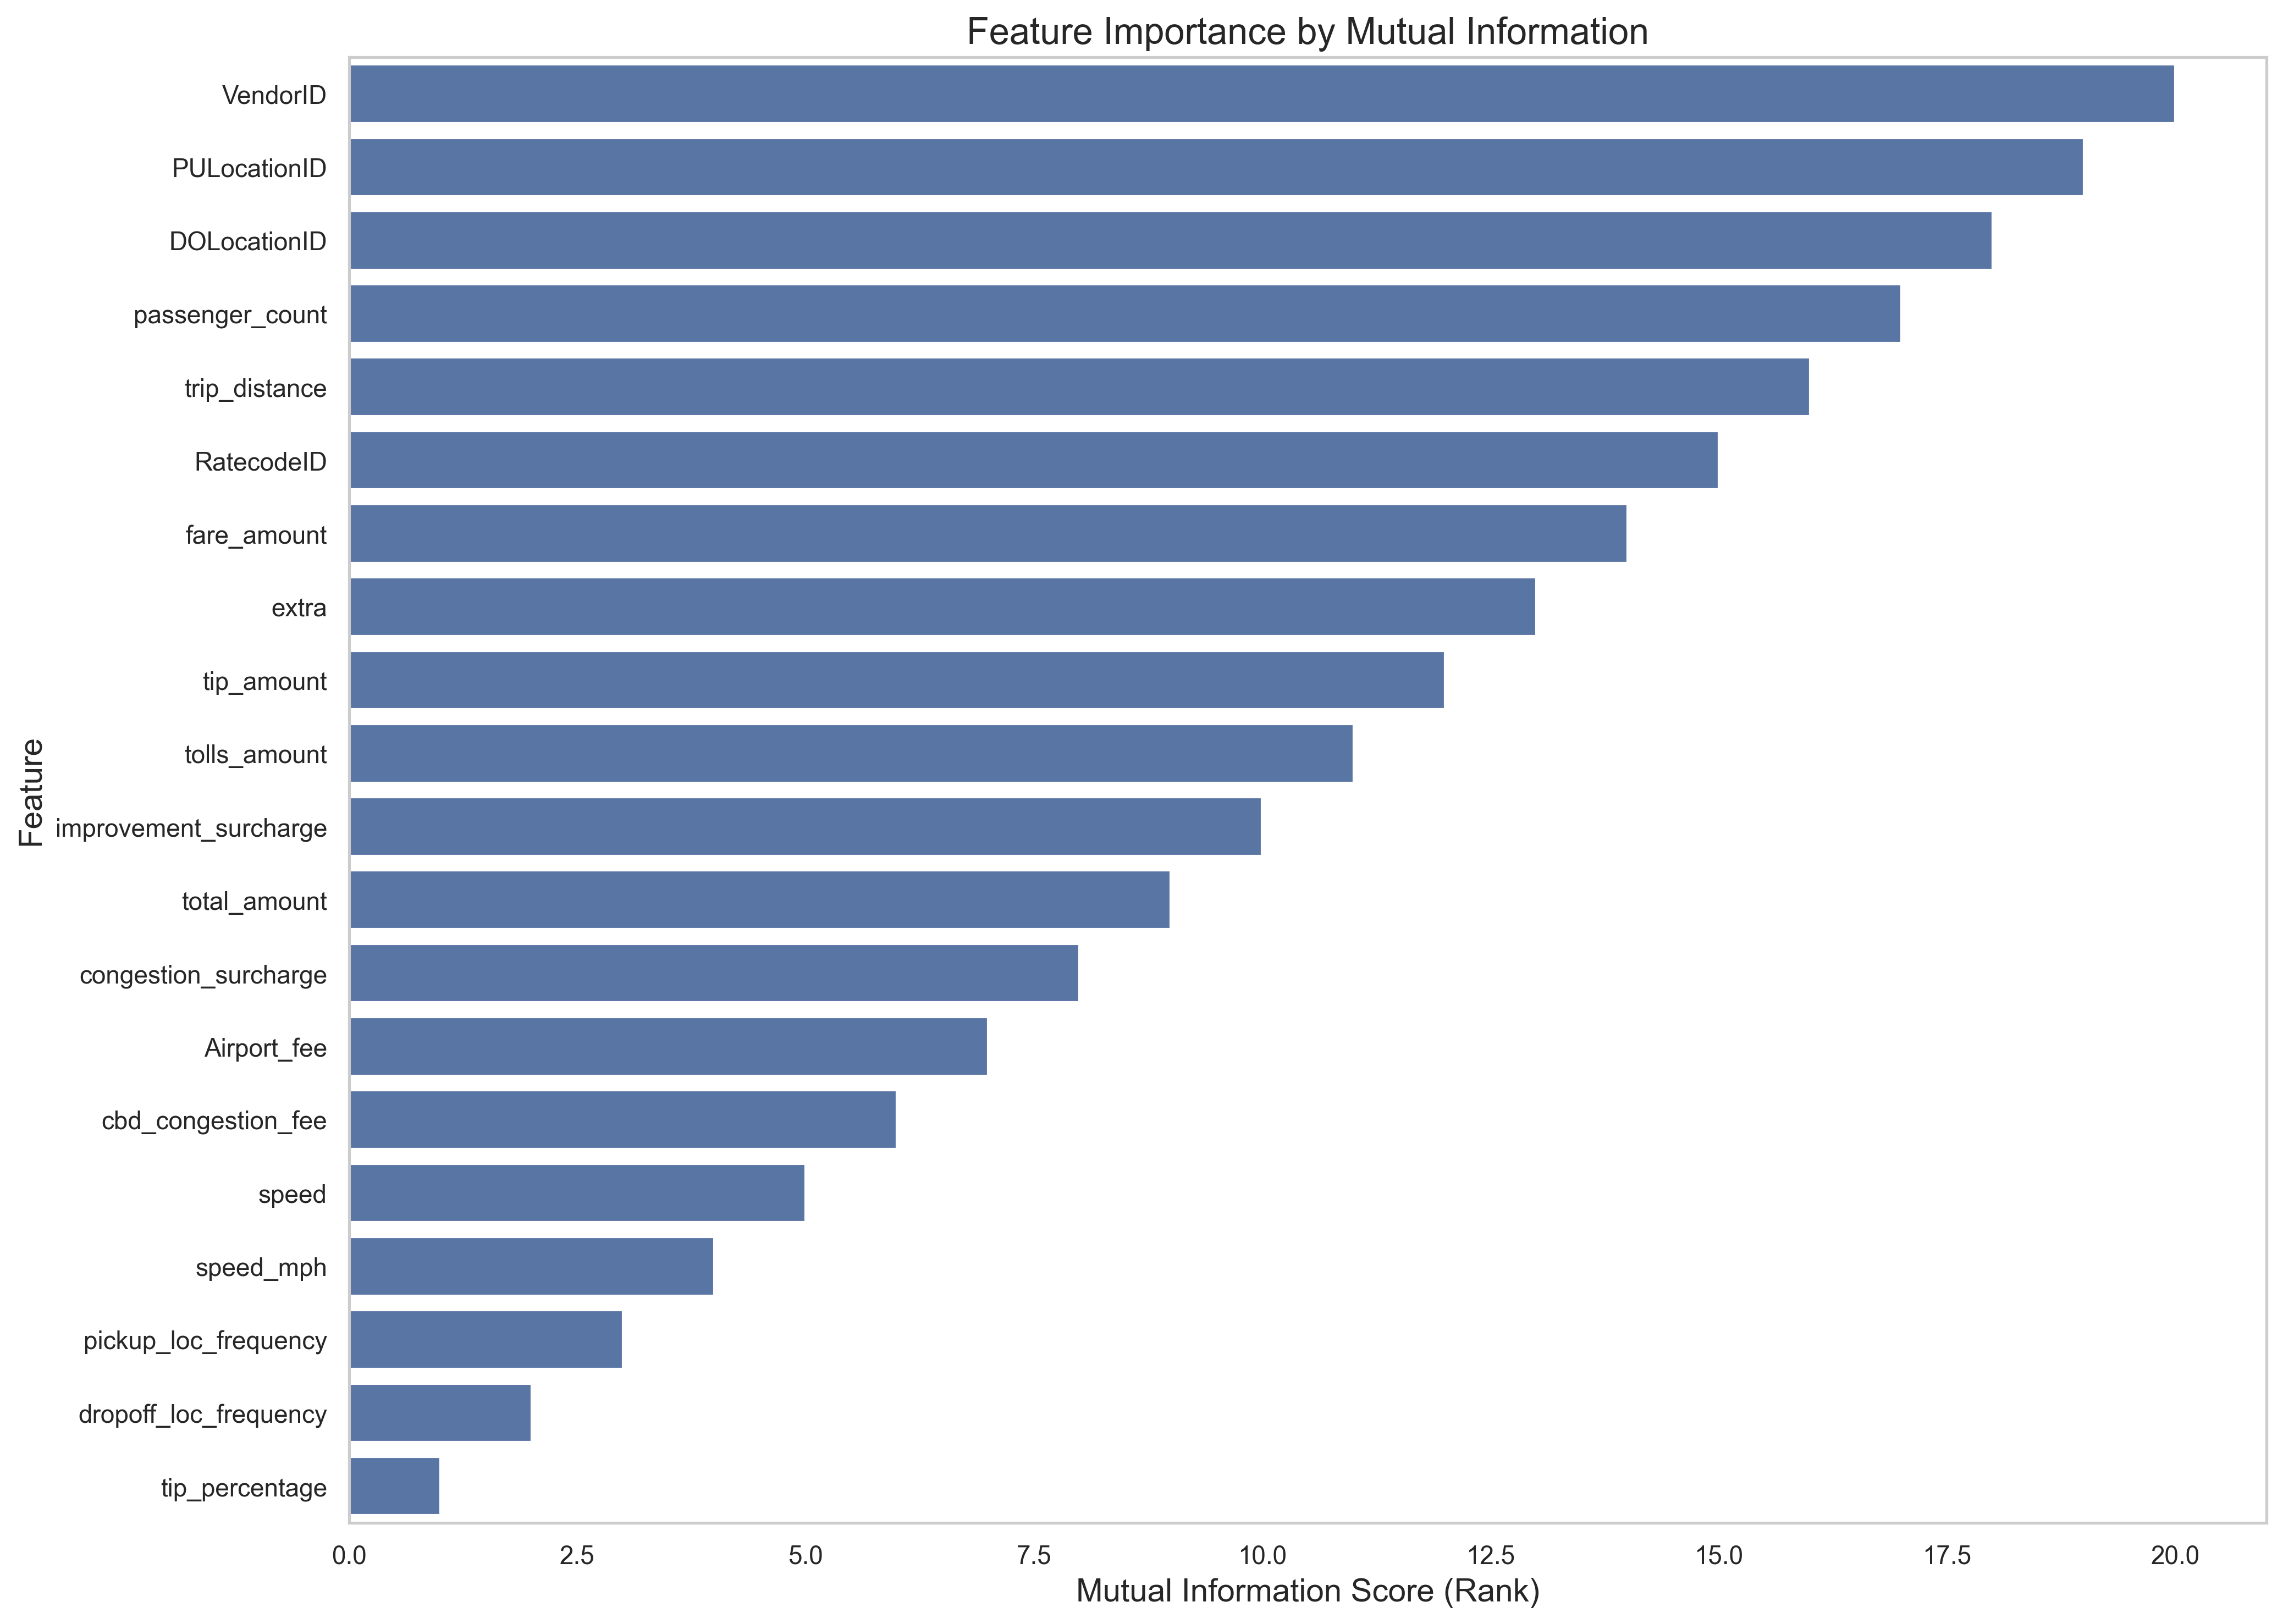 Feature Importance by Mutual Information
VendorID
PULocationID
DOLocationID
passenger_count
trip_distance
RatecodeID
fare_amount
extra
tip_amount
tolls_amount
improvement_surcharge
total_amount
congestion_surcharge
Airport_fee
cbd_congestion_fee
speed
speed_mph
pickup_loc_frequency
dropoff_loc_frequency
tip_percentage
Feature
0.0 2.5 5.0 7.5 10.0 12.5 15.0 17.5 20.0
Mutual Information Score (Rank)